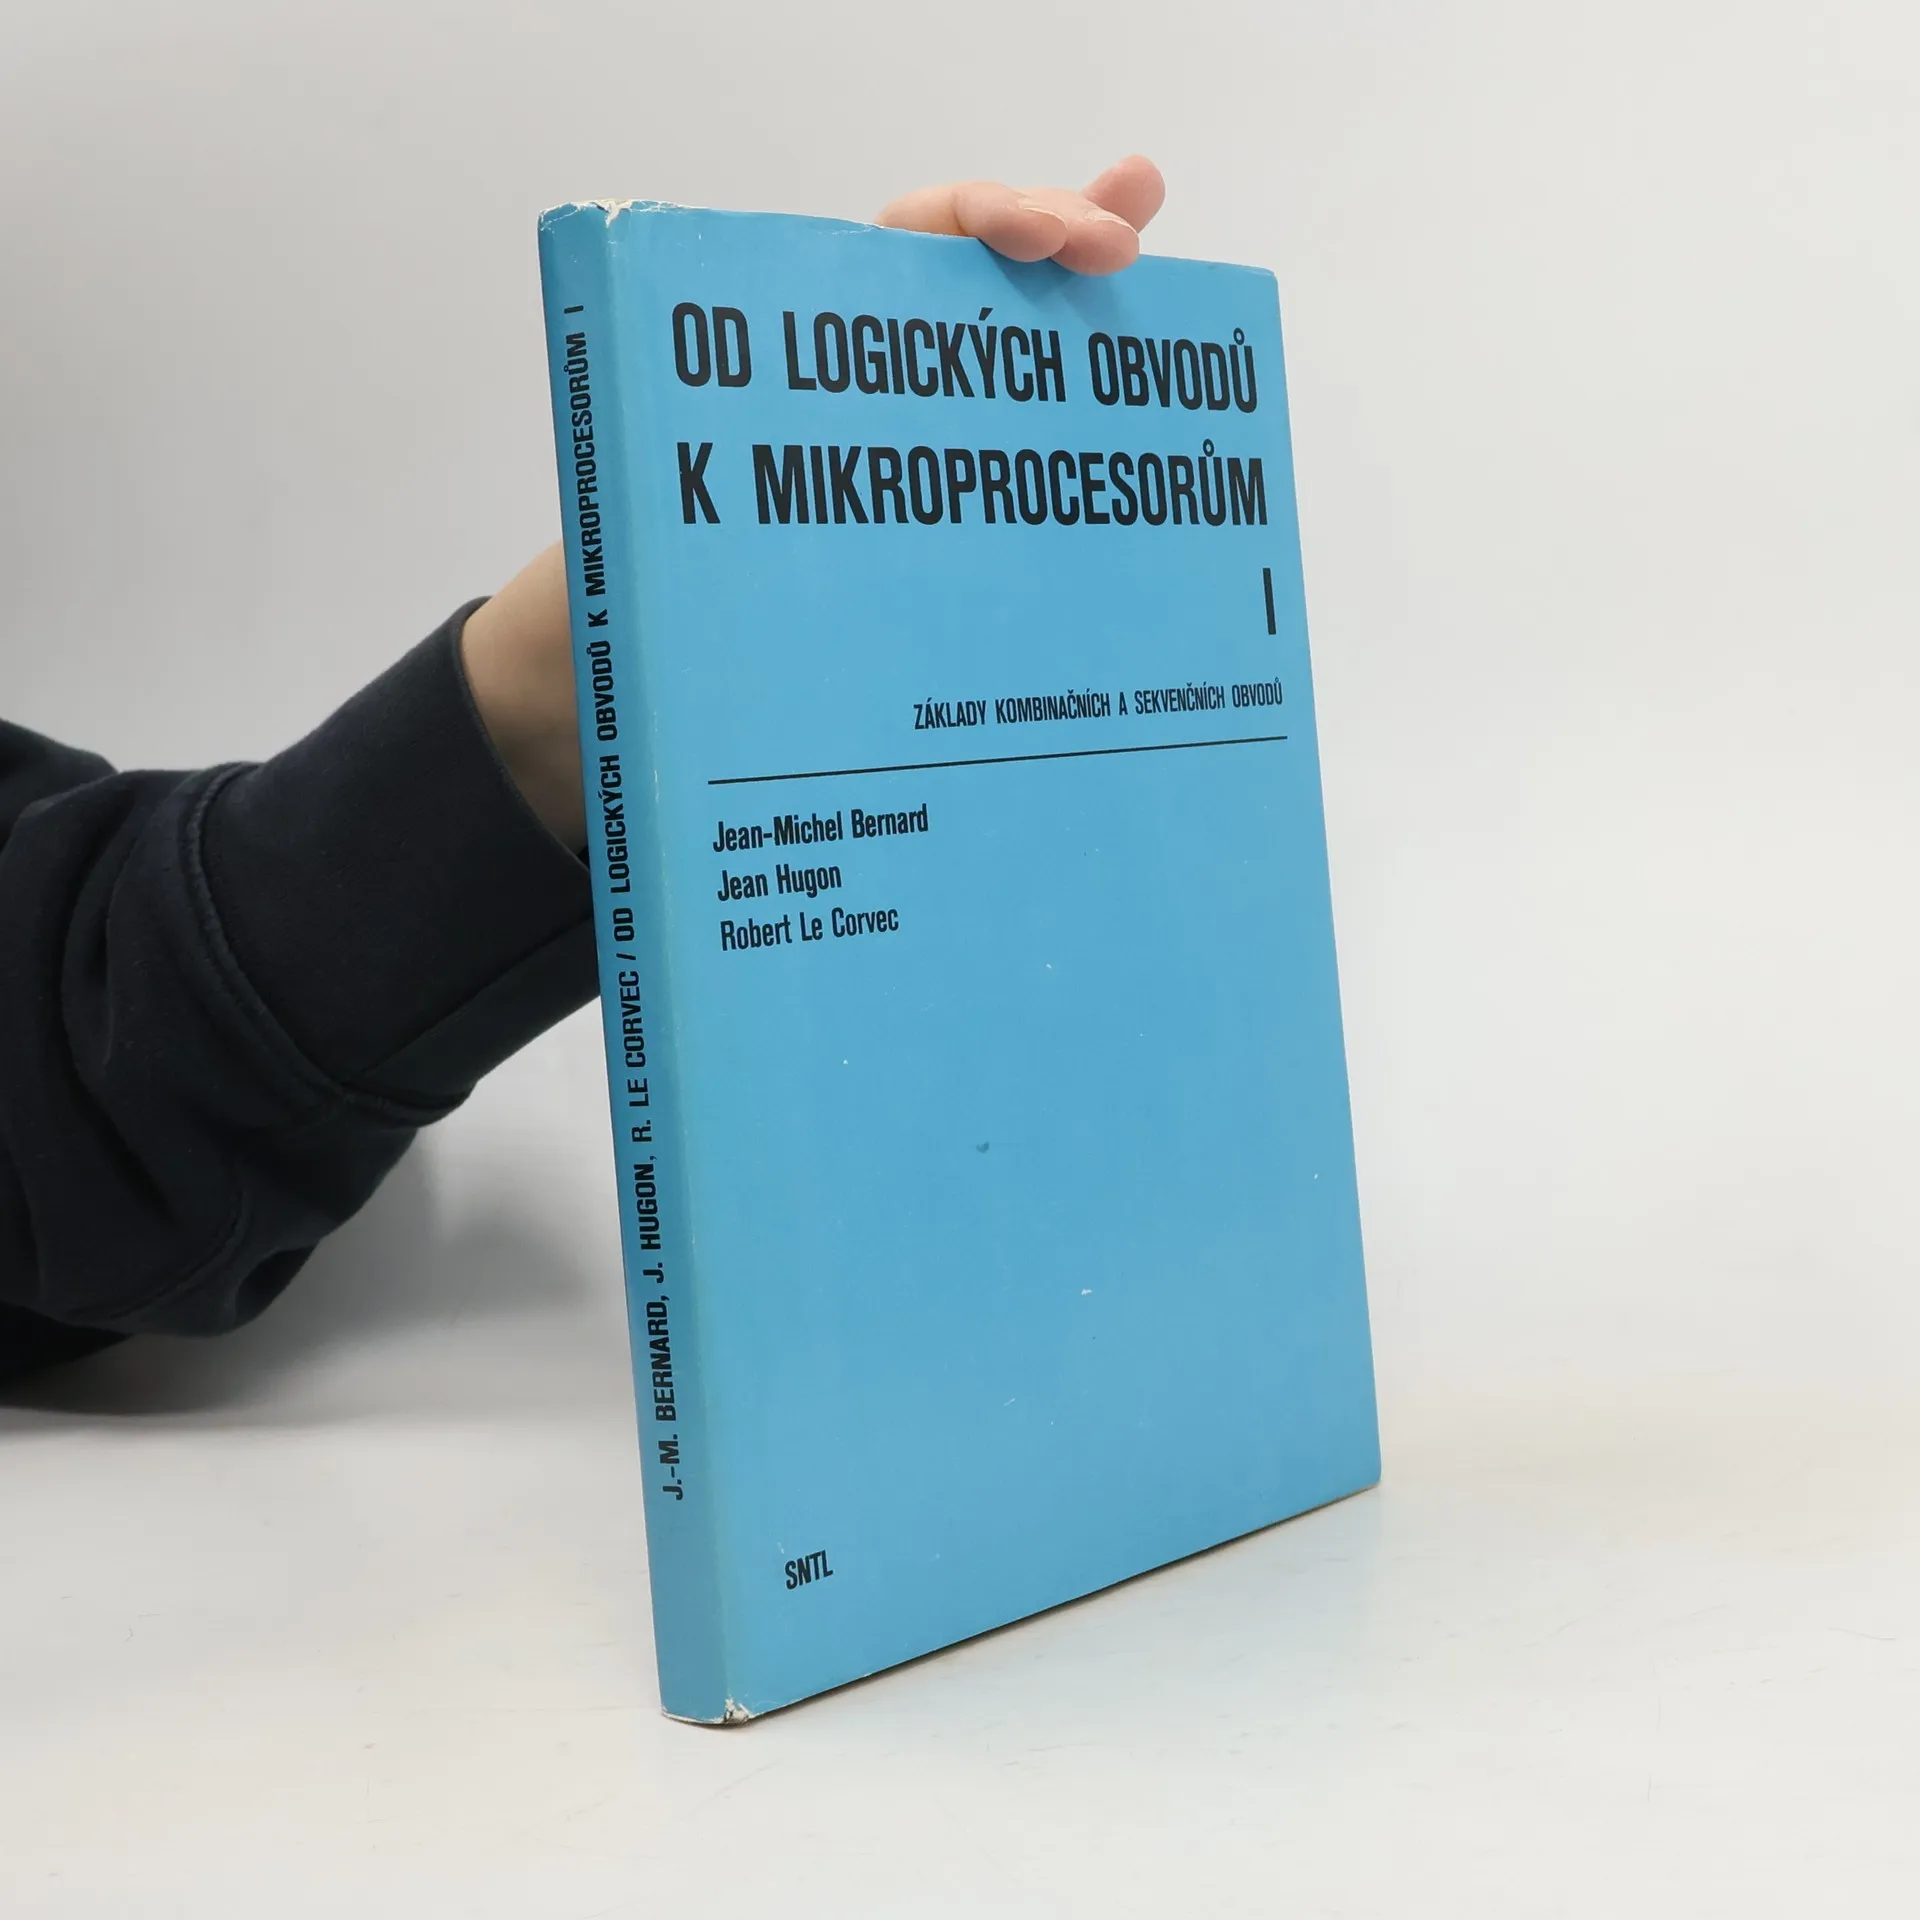 OD LOGICKÝCH OBVODŮ
K MIKROPROCESORŮM
I
ZÁKLADY KOMBINAČNÍCH A SEKVENČNÍCH OBVODŮ
Jean-Michel Bernard
Jean Hugon
Robert Le Corvec
SNTL
J.-M. BERNARD, J. HUGON, R. LE CORVEC / OD LOGICKÝCH OBVODŮ K MIKROPROCESORŮM I